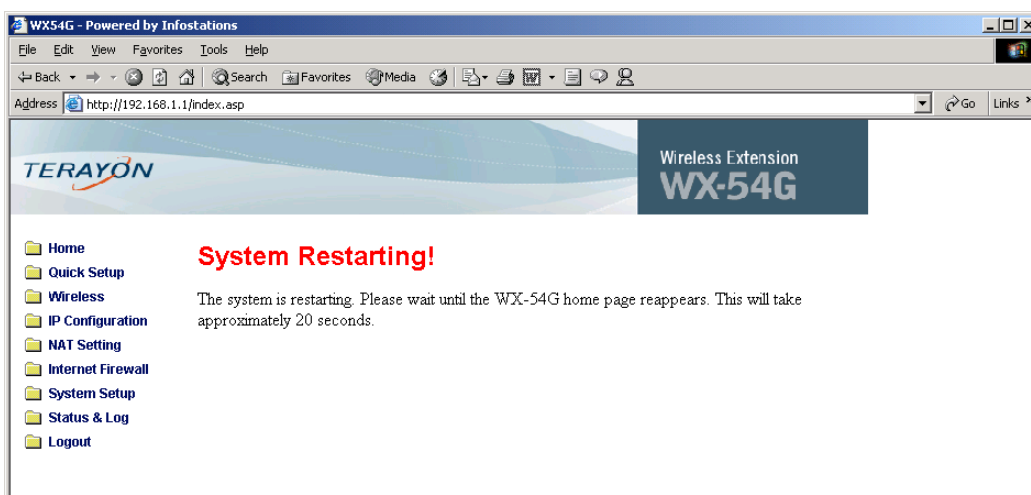 WX54G - Powered by Infostations
File Edit View Favorites Tools Help
Back Search Favorites Media
Address http://192.168.1.1/index.asp Go Links
TERAYON
Wireless Extension
WX-54G
Home
Quick Setup
Wireless
IP Configuration
NAT Setting
Internet Firewall
System Setup
Status & Log
Logout
System Restarting!
The system is restarting. Please wait until the WX-54G home page reappears. This will take
approximately 20 seconds.